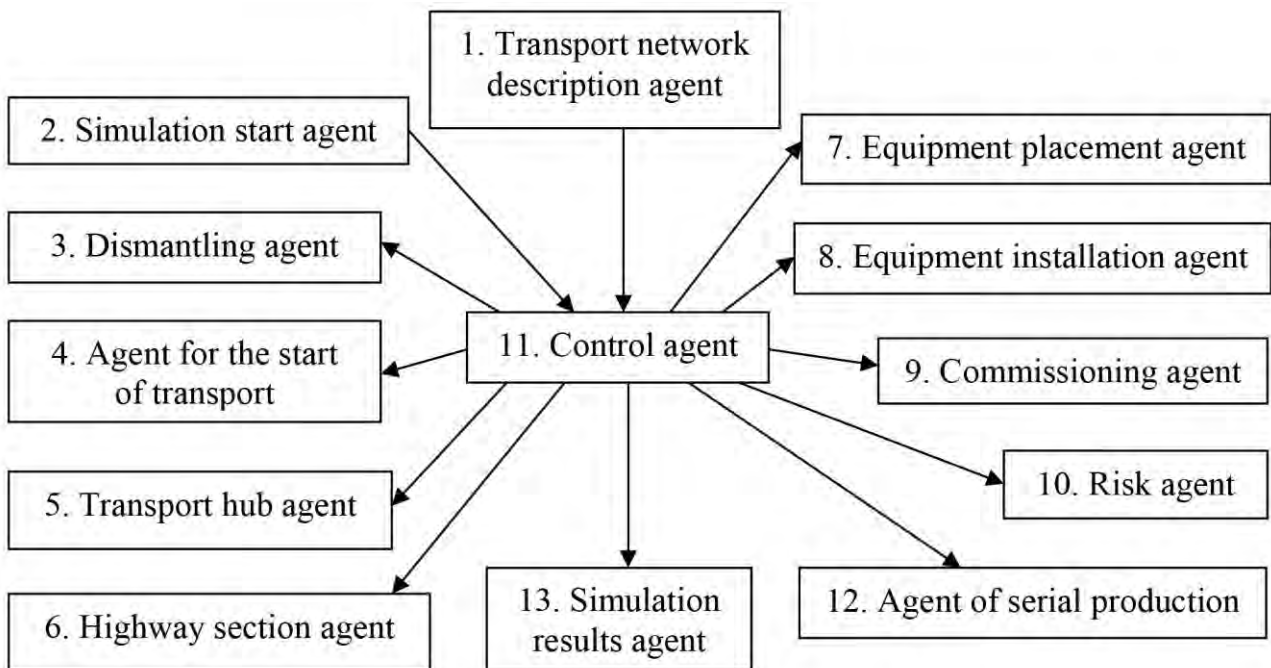 1. Transport network
description agent
2. Simulation start agent
7. Equipment placement agent
3. Dismantling agent
8. Equipment installation agent
4. Agent for the start
of transport
11. Control agent
9. Commissioning agent
5. Transport hub agent
10. Risk agent
6. Highway section agent
13. Simulation
results agent
12. Agent of serial production